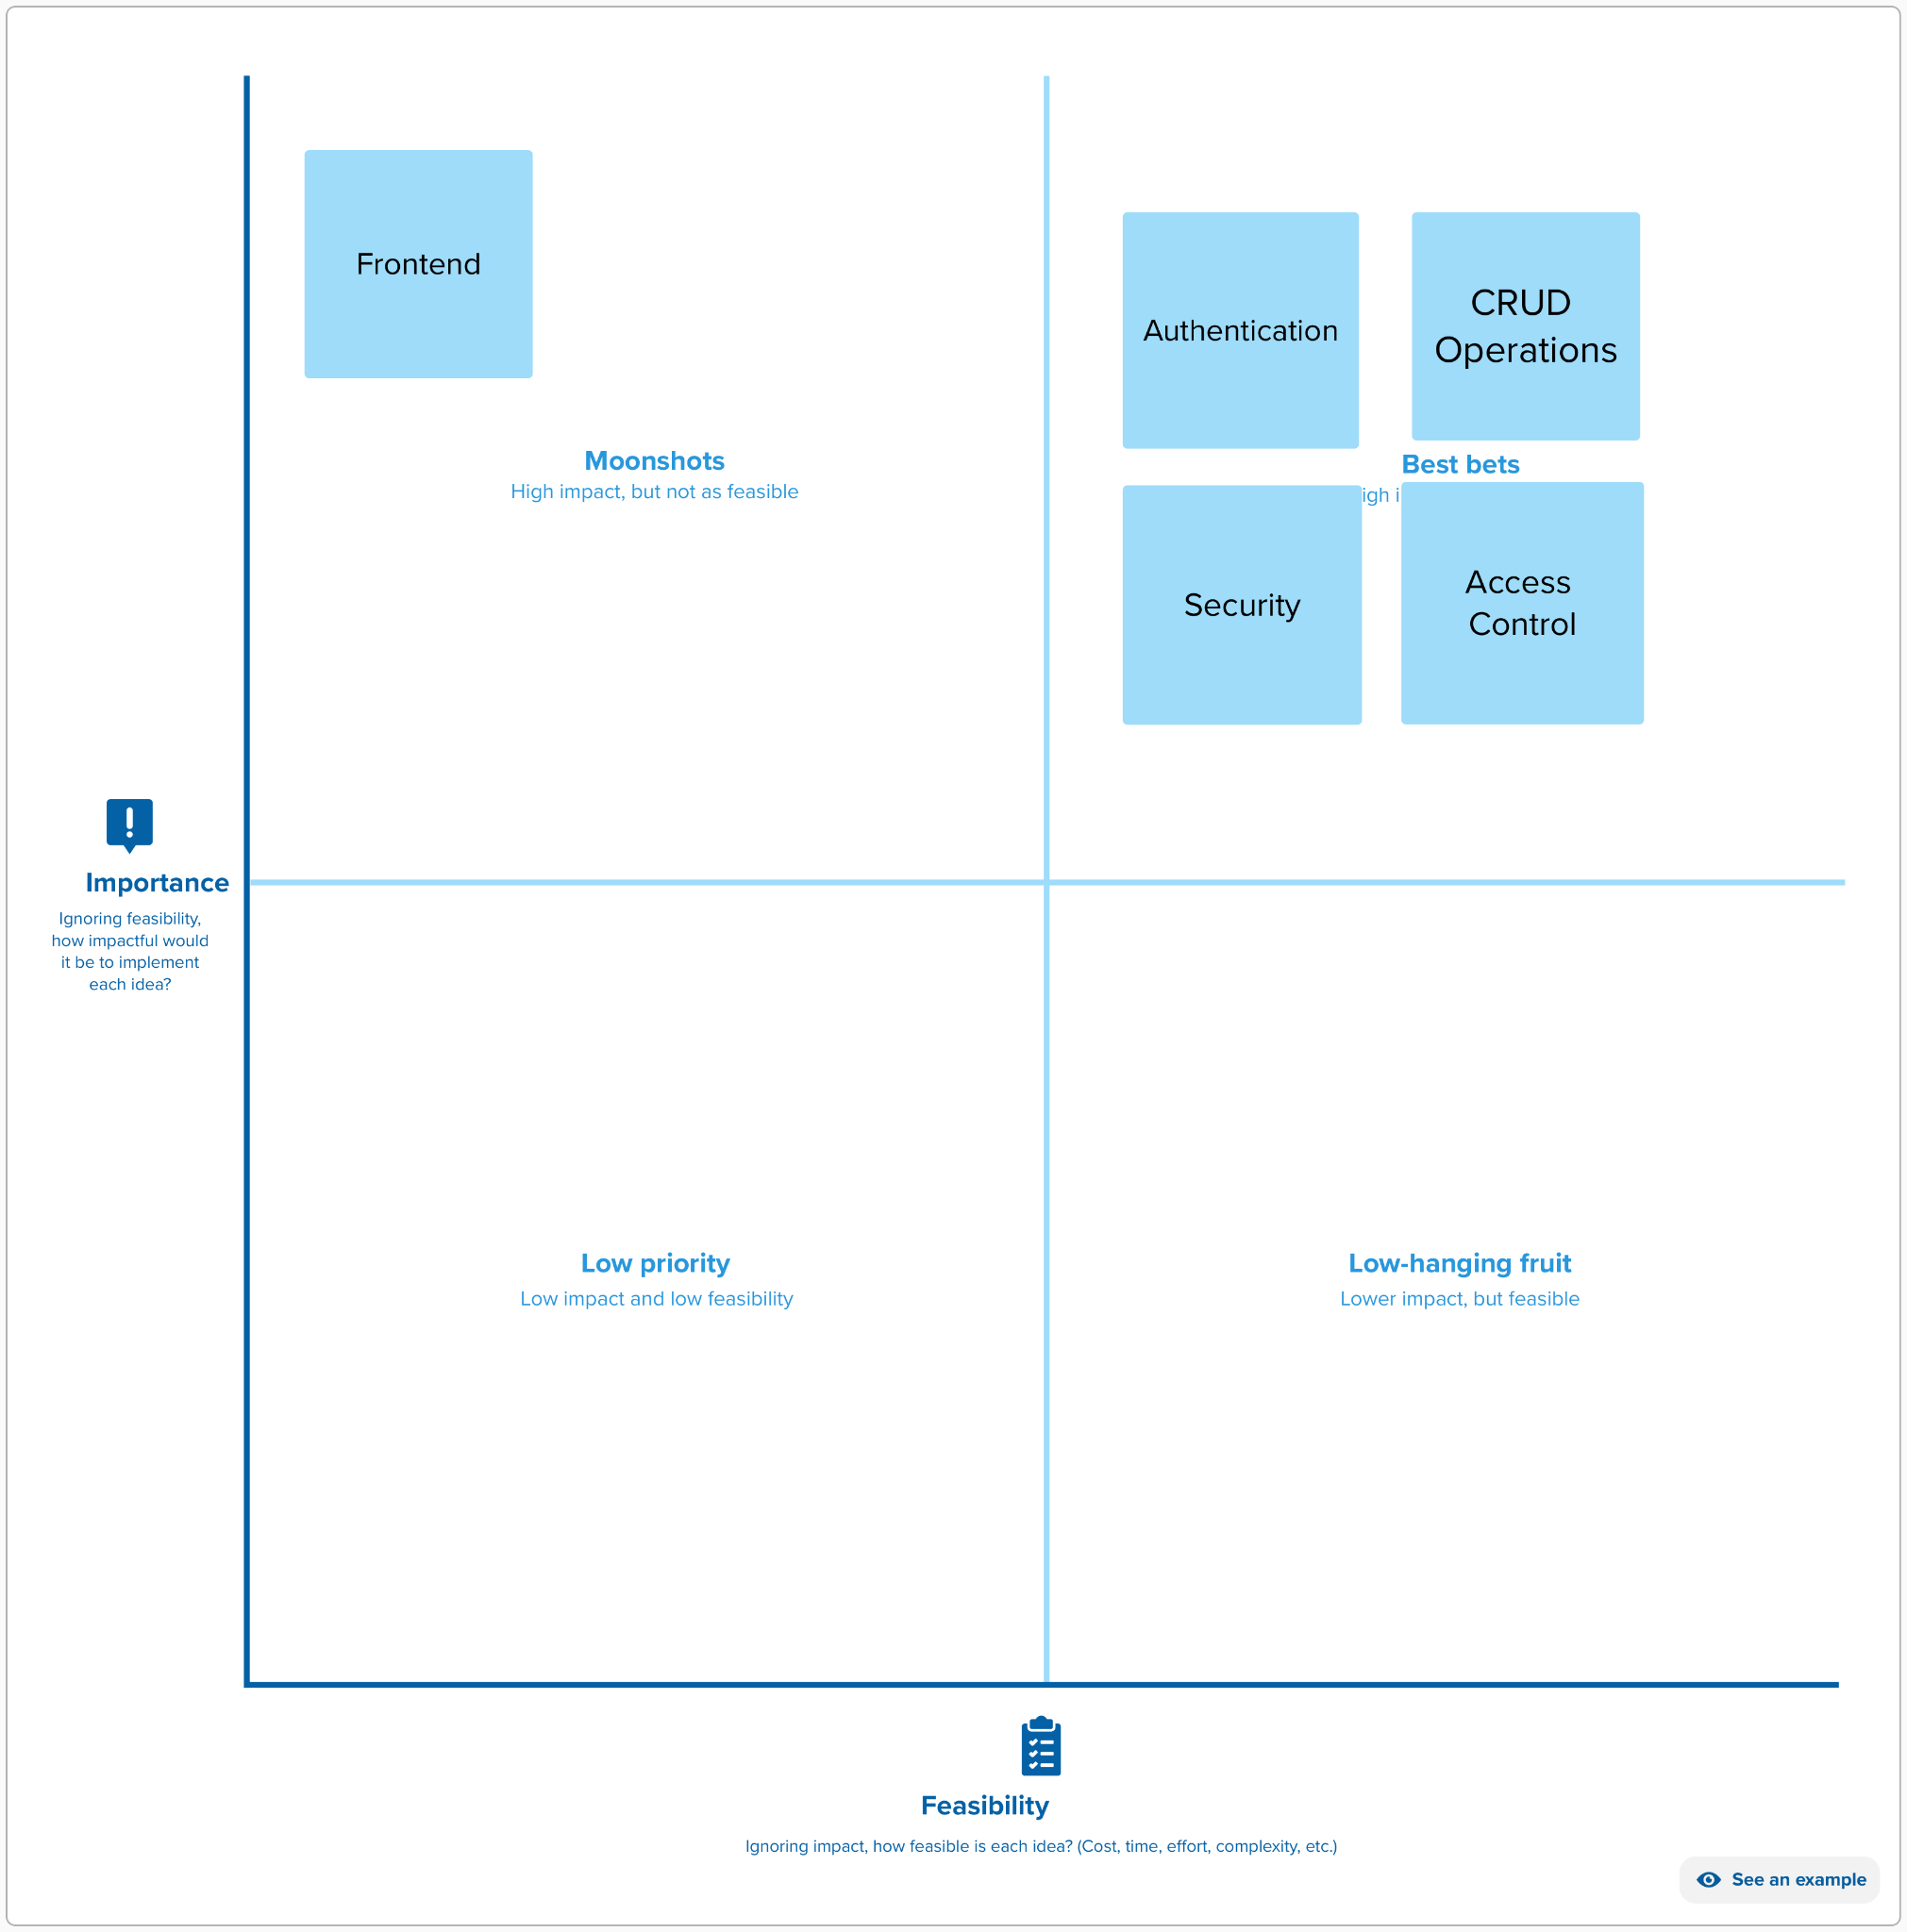 Frontend
Authentication
CRUD
Operations
Moonshots
High impact, but not as feasible
Best bets
igh i
Security
Access
Control
Importance
Ignoring feasibility,
how impactful would
it be to implement
each idea?
Low priority
Low impact and low feasibility
Low-hanging fruit
Lower impact, but feasible
Feasibility
Ignoring impact, how feasible is each idea? (Cost, time, effort, complexity, etc.)
See an example